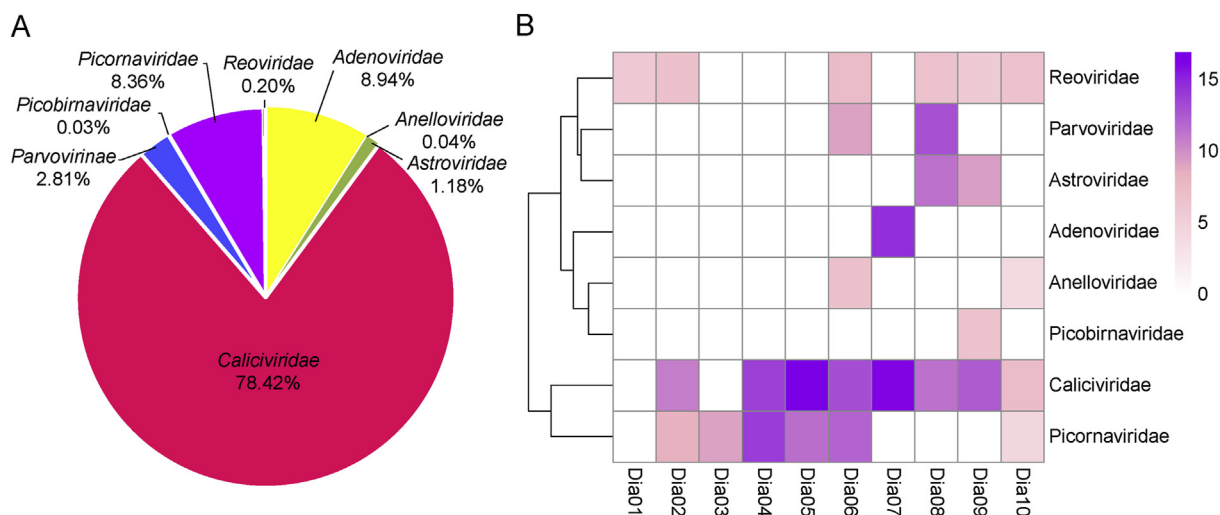 A
Picornaviridae
8.36%
Reoviridae
0.20%
Adenoviridae
8.94%
Picobirnaviridae
0.03%
Anelloviridae
0.04%
Parvovirinae
2.81%
Astroviridae
1.18%
Caliciviridae
78.42%
B
Reoviridae
Parvoviridae
Astroviridae
Adenoviridae
Anelloviridae
Picobirnaviridae
Caliciviridae
Picornaviridae
15
10
5
0
Dia01
Dia02
Dia03
Dia04
Dia05
Dia06
Dia07
Dia08
Dia09
Dia10